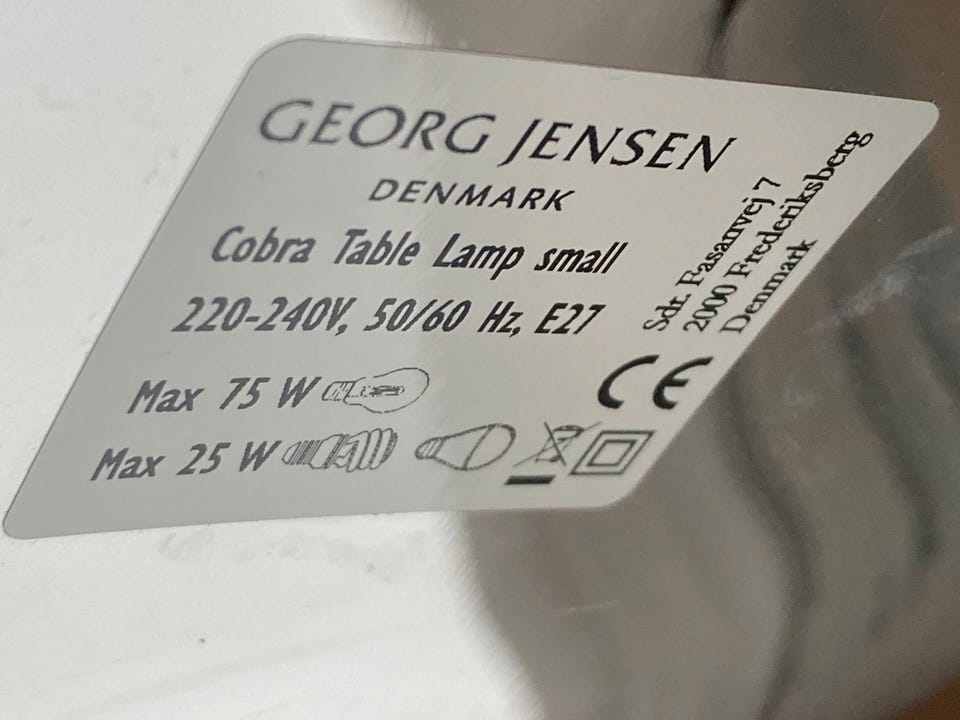 GEORG JENSEN
DENMARK
Cobra Table Lamp small
220-240V, 50/60 Hz, E27
Max 75 W
Max 25 W
Sdr. Fasanvej 7
2000 Frederiksberg
Denmark
CE